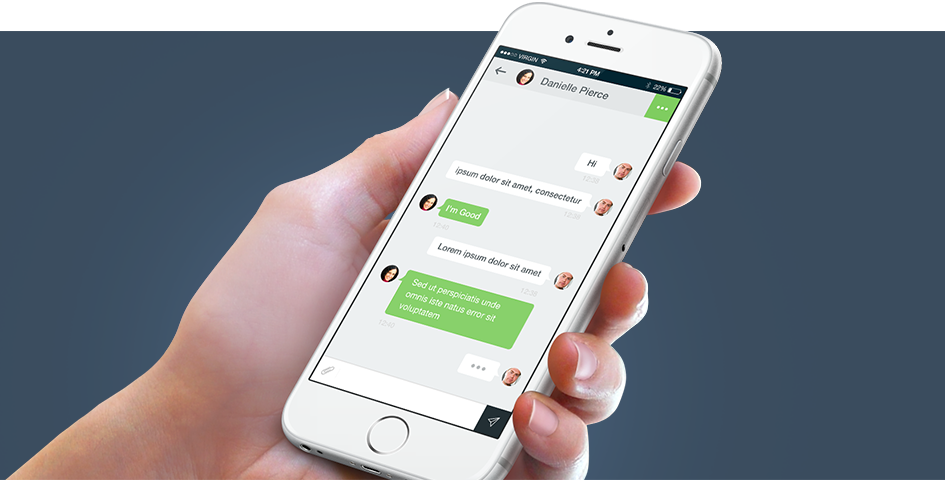 VIRGIN
4:21 PM
22%
Danielle Pierce
Hi
12:38
ipsum dolor sit amet, consectetur
12:38
I'm Good
12:40
Lorem ipsum dolor sit amet
12:39
Sed ut perspiciatis unde
omnis iste natus error sit
voluptatem
12:40